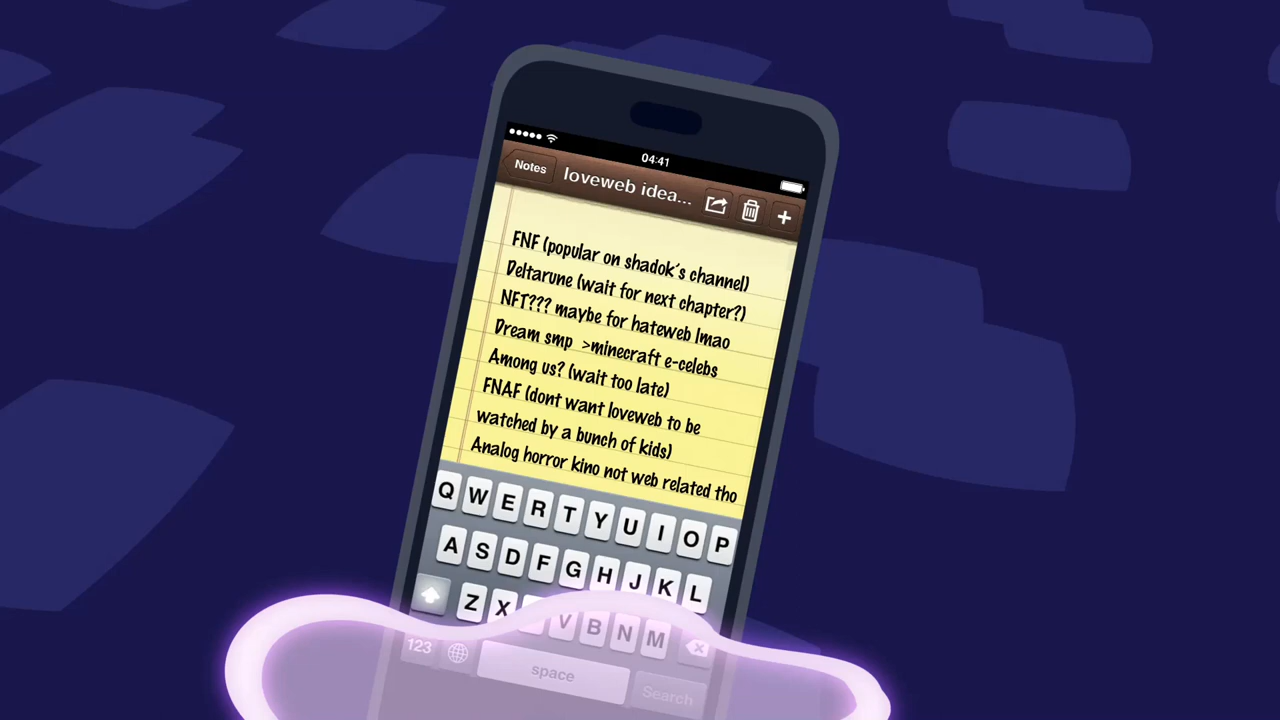 04:41
Notes
loveweb idea...
FNF (popular on shadok's channel)
Deltarune (wait for next chapter?)
NFT??? maybe for hateweb lmao
Dream smp >minecraft e-celebs
Among us? (wait too late)
FNAF (dont want loveweb to be
watched by a bunch of kids)
Analog horror kino not web related tho
Q W E R T Y U I O P
A S D F G H J K L
Z X V B N M
123 space Search